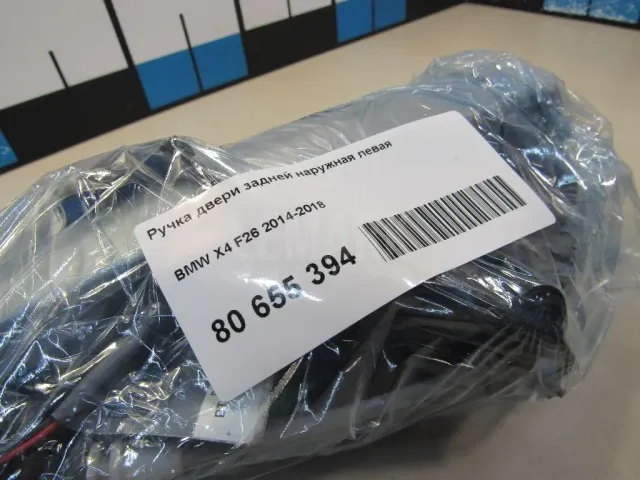 Ручка двери задней наружная левая
BMW X4 F26 2014-2018
80 655 394